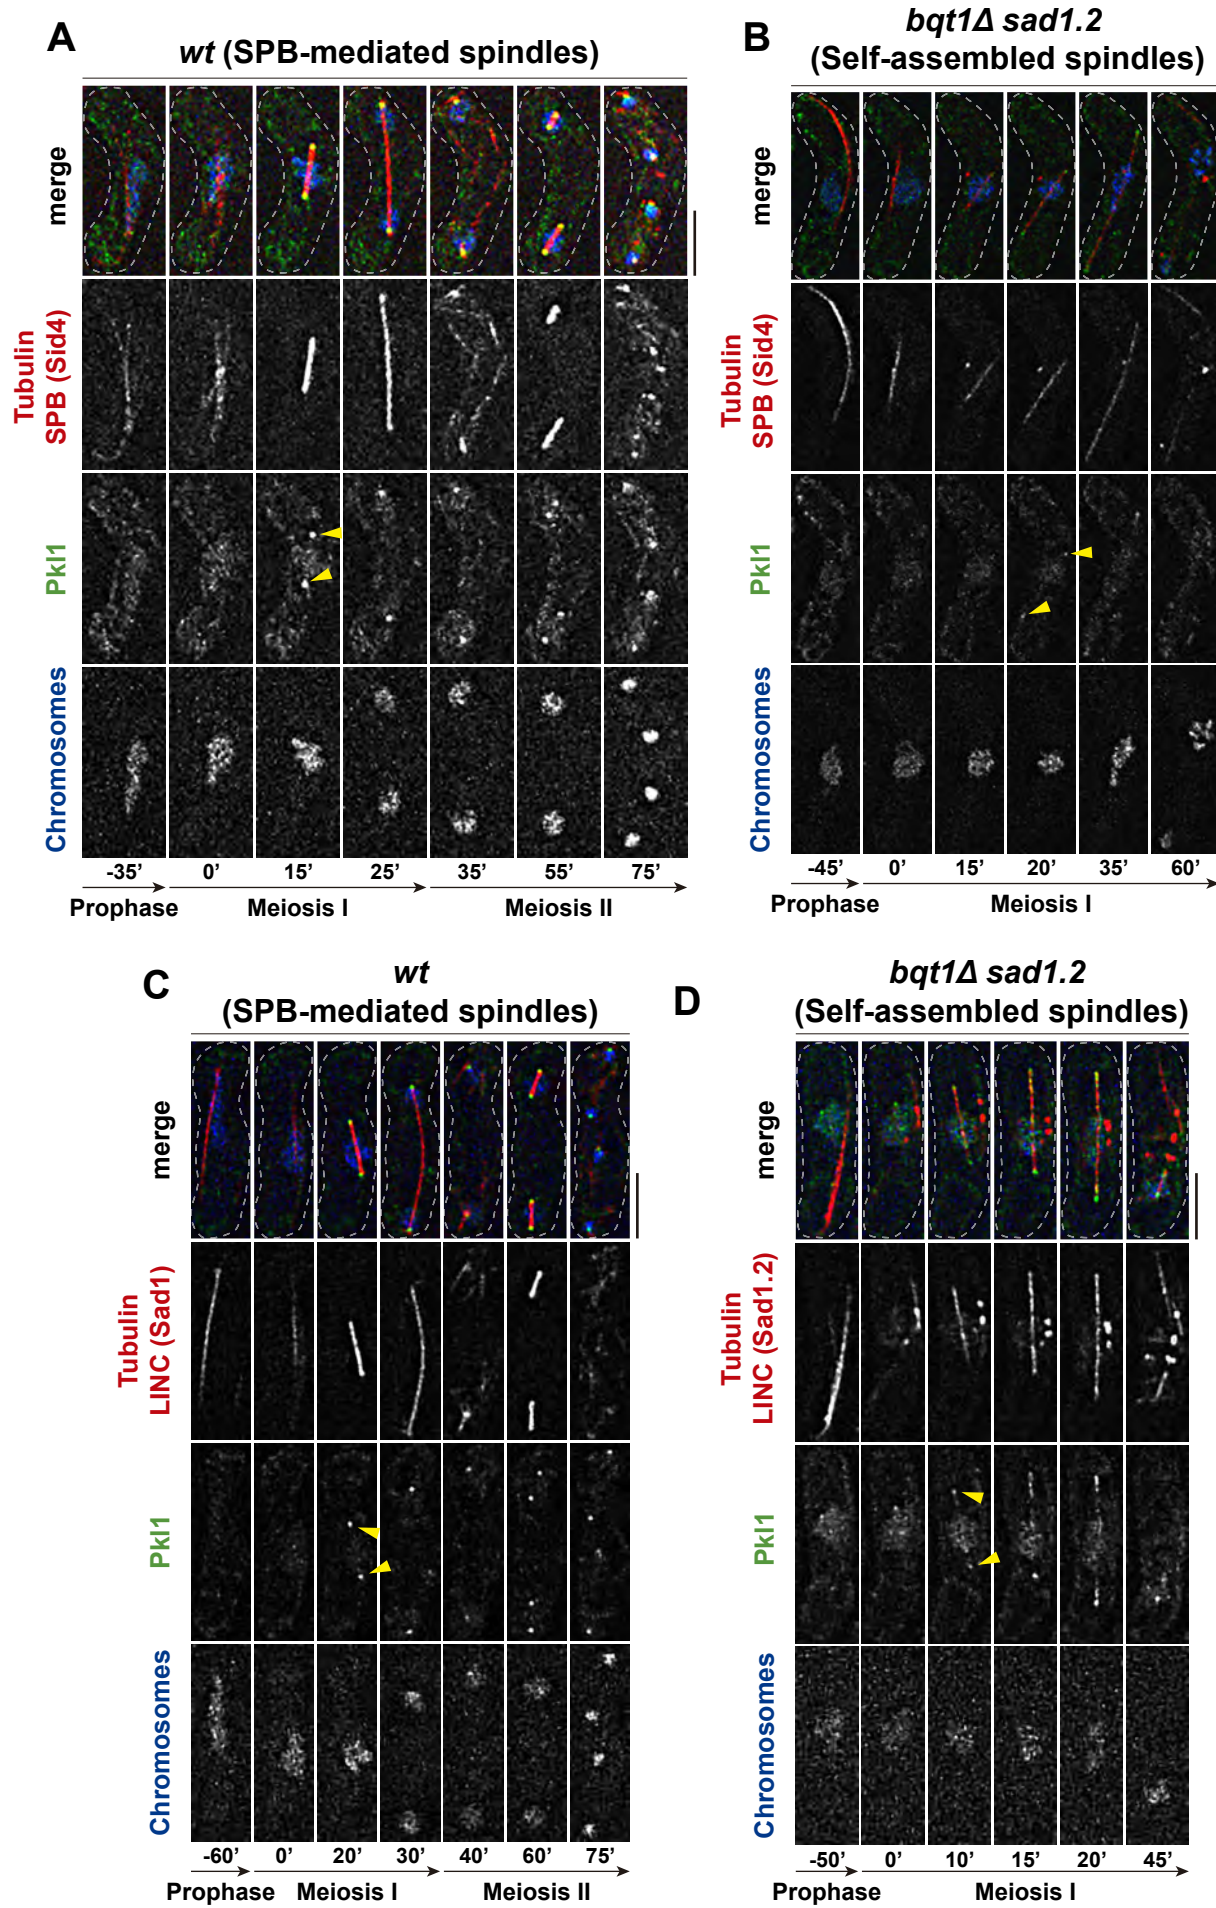 A
wt (SPB-mediated spindles)
merge
Tubulin
SPB (Sid4)
Pkl1
Chromosomes
-35’ 0’ 15’ 25’ 35’ 55’ 75’
Prophase Meiosis I Meiosis II
B
bqt1Δ sad1.2
(Self-assembled spindles)
merge
Tubulin
SPB (Sid4)
Pkl1
Chromosomes
-45’ 0’ 15’ 20’ 35’ 60’
Prophase Meiosis I
C
wt
(SPB-mediated spindles)
merge
Tubulin
LINC (Sad1)
Pkl1
Chromosomes
-60’ 0’ 20’ 30’ 40’ 60’ 75’
Prophase Meiosis I Meiosis II
D
bqt1Δ sad1.2
(Self-assembled spindles)
merge
Tubulin
LINC (Sad1.2)
Pkl1
Chromosomes
-50’ 0’ 10’ 15’ 20’ 45’
Prophase Meiosis I